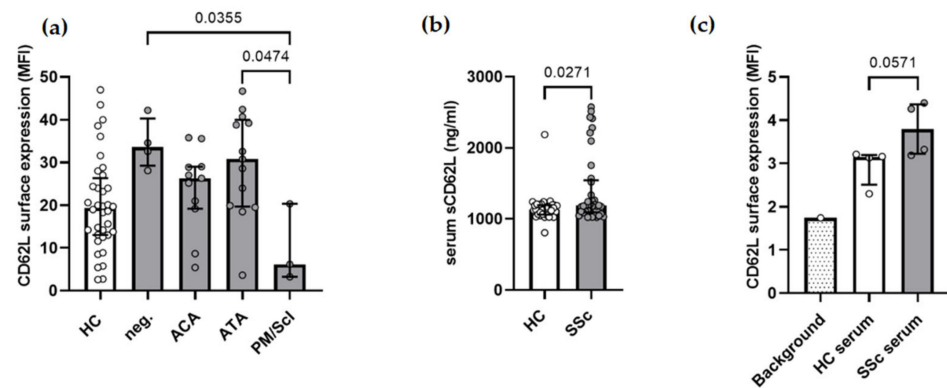 (a)
0.0355
0.0474
CD62L surface expression (MFI)
50
40
30
20
10
0
HC
neg.
ACA
ATA
PM/Scl
(b)
0.0271
serum sCD62L (ng/ml)
3000
2000
1000
0
HC
SSc
(c)
0.0571
CD62L surface expression (MFI)
5
4
3
2
1
0
Background
HC serum
SSc serum